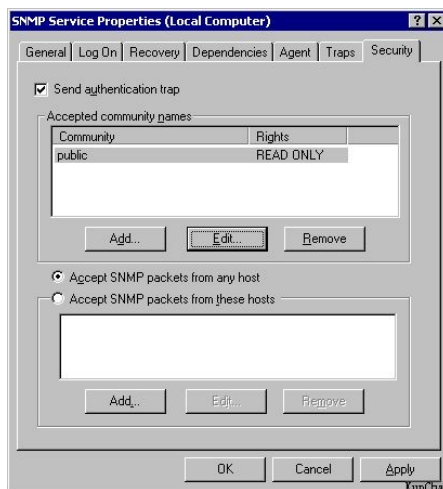 SNMP Service Properties (Local Computer)
General Log On Recovery Dependencies Agent Traps Security
Send authentication trap
Accepted community names
Community Rights
public READ ONLY
Add... Edit... Remove
Accept SNMP packets from any host
Accept SNMP packets from these hosts
Add... Edit... Remove
OK Cancel Apply